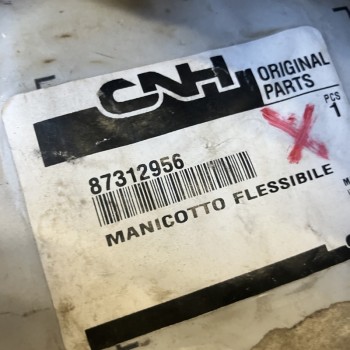 CNH
ORIGINAL
PARTS
PCS
1
87312956
MANICOTTO FLESSIBILE